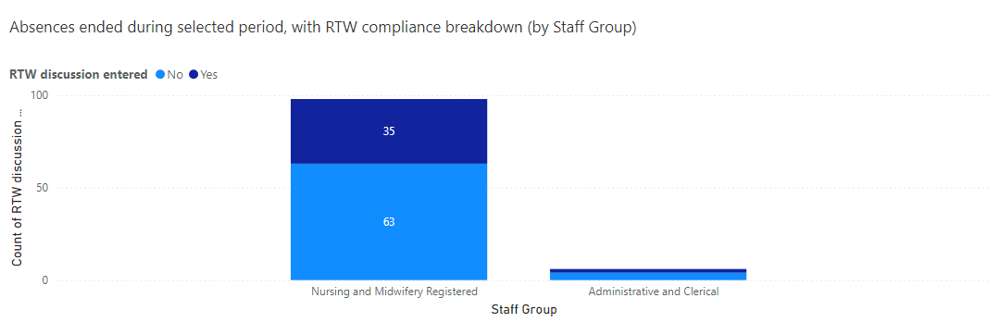 Absences ended during selected period, with RTW compliance breakdown (by Staff Group)
RTW discussion entered No Yes
100
50
0
Count of RTW discussion ...
35
63
Nursing and Midwifery Registered
Administrative and Clerical
Staff Group